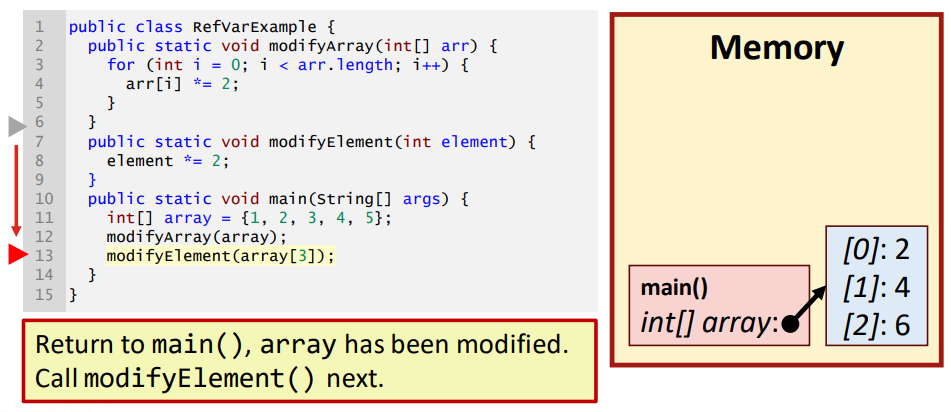 1 public class RefVarExample {
2 public static void modifyArray(int[] arr) {
3 for (int i = 0; i < arr.length; i++) {
4 arr[i] *= 2;
5 }
6 }
7 public static void modifyElement(int element) {
8 element *= 2;
9 }
10 public static void main(String[] args) {
11 int[] array = {1, 2, 3, 4, 5};
12 modifyArray(array);
13 modifyElement(array[3]);
14 }
15 }
Return to main(), array has been modified.
Call modifyElement() next.
Memory
main()
int[] array:
[0]: 2
[1]: 4
[2]: 6